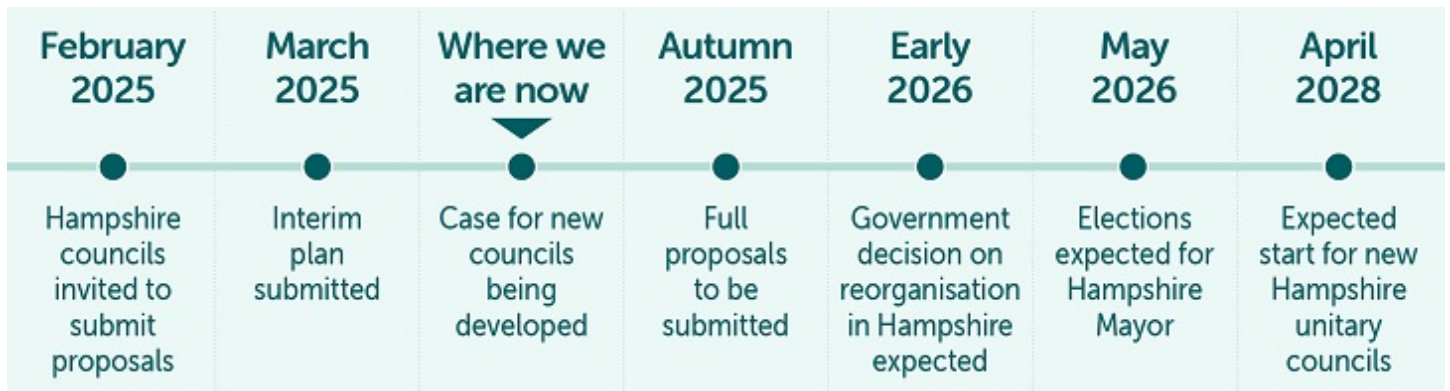 February
2025
Hampshire
councils
invited to
submit
proposals
March
2025
Interim
plan
submitted
Where we
are now
Case for new
councils
being
developed
Autumn
2025
Full
proposals
to be
submitted
Early
2026
Government
decision on
reorganisation
in Hampshire
expected
May
2026
Elections
expected for
Hampshire
Mayor
April
2028
Expected
start for new
Hampshire
unitary
councils